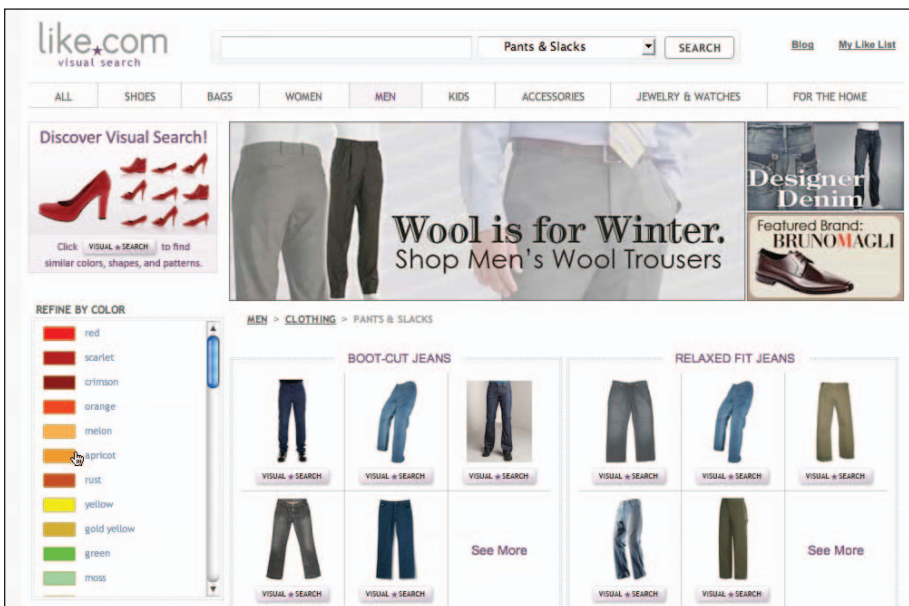 like★com
visual search
Pants & Slacks
SEARCH
Blog
My Like List
ALL
SHOES
BAGS
WOMEN
MEN
KIDS
ACCESSORIES
JEWELRY & WATCHES
FOR THE HOME
Discover Visual Search!
Click VISUAL ★ SEARCH to find
similar colors, shapes, and patterns.
Wool is for Winter.
Shop Men's Wool Trousers
Designer
Denim
Featured Brand:
BRUNOMAGLI
REFINE BY COLOR
red
scarlet
crimson
orange
melon
apricot
rust
yellow
gold yellow
green
moss
MEN > CLOTHING > PANTS & SLACKS
BOOT-CUT JEANS
VISUAL ★ SEARCH
VISUAL ★ SEARCH
VISUAL ★ SEARCH
See More
VISUAL ★ SEARCH
VISUAL ★ SEARCH
RELAXED FIT JEANS
VISUAL ★ SEARCH
VISUAL ★ SEARCH
VISUAL ★ SEARCH
See More
VISUAL ★ SEARCH
VISUAL ★ SEARCH